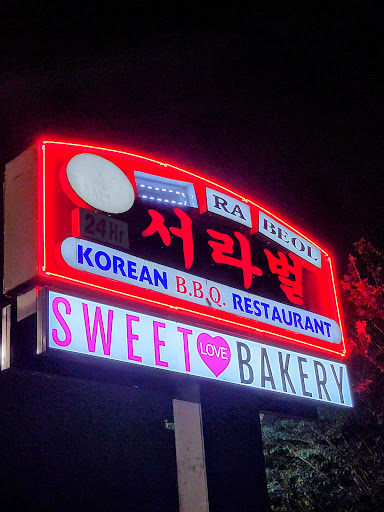 RA BEOL
24Hr
서라벌
KOREAN B.B.Q. RESTAURANT
SWEET LOVE BAKERY